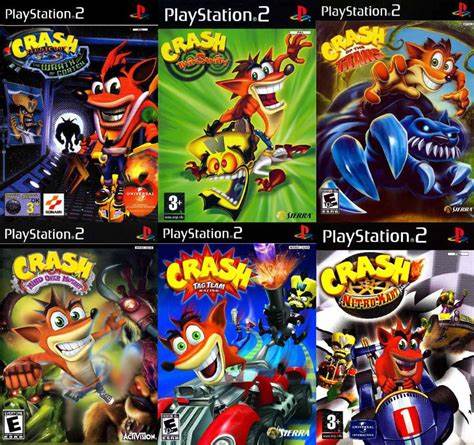 PlayStation 2
CRASH
BANDICOOT
WRATH
OF
CORTEX
3+
KONAMI
UNIVERSAL
PlayStation 2
CRASH
TWINSANITY
3+
SIERRA
PlayStation 2
CRASH
OF THE
TITANS
E
SIERRA
PlayStation 2
CRASH
MIND OVER MUTANT
E
ACTIVISION
PlayStation 2
CRASH
TAG TEAM
RACING
E
SIERRA
PlayStation 2
CRASH
NITRO KART
3+
UNIVERSAL
1